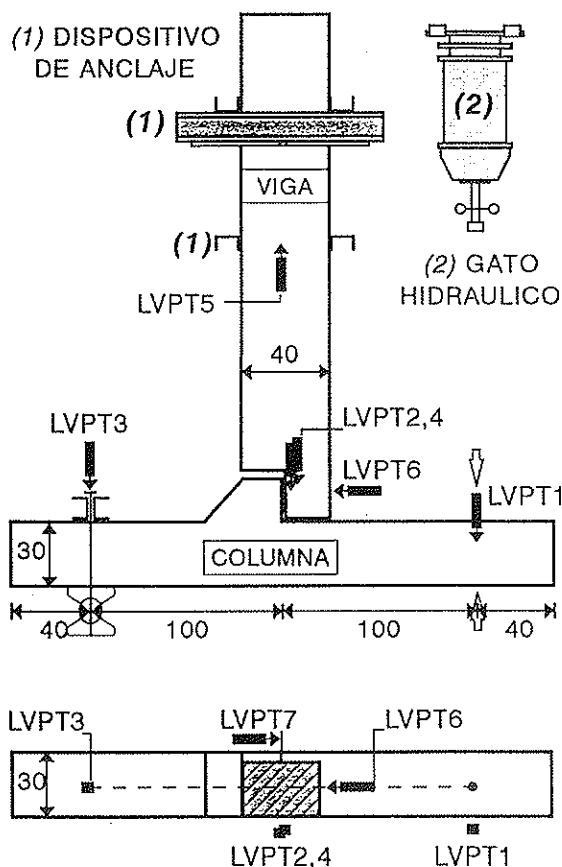 (1) DISPOSITIVO
DE ANCLAJE
(1)
(2)
VIGA
(1)
(2) GATO
HIDRAULICO
LVPT5
40
LVPT3
LVPT2,4
LVPT6
LVPT1
30
COLUMNA
40
100
100
40
LVPT3
LVPT7
LVPT6
30
LVPT2,4
LVPT1